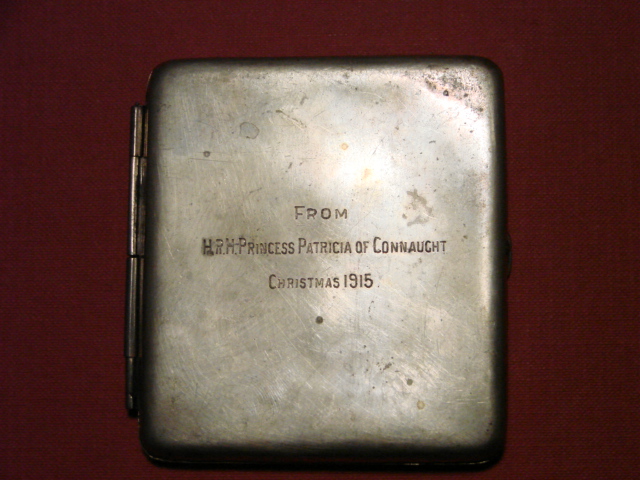 FROM
H.R.H. PRINCESS PATRICIA OF CONNAUGHT
CHRISTMAS 1915.